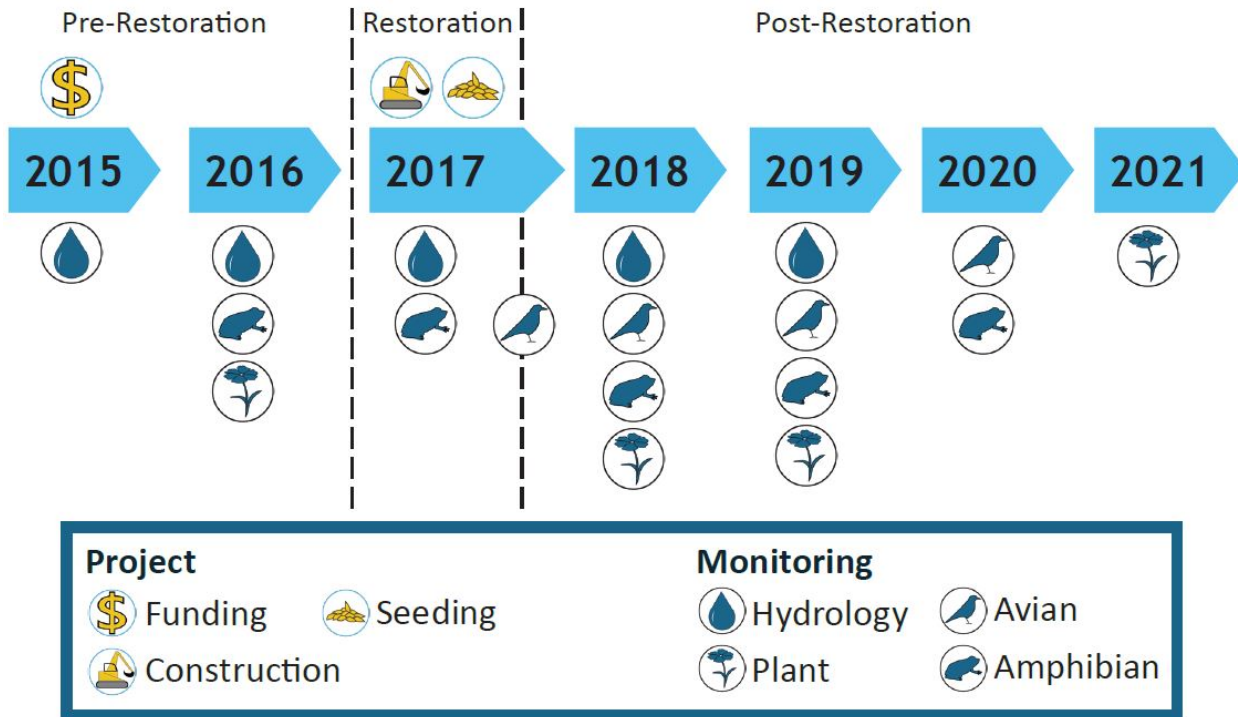 Pre-Restoration Restoration Post-Restoration
2015 2016 2017 2018 2019 2020 2021
Project Monitoring
Funding Seeding Hydrology Avian
Construction Plant Amphibian